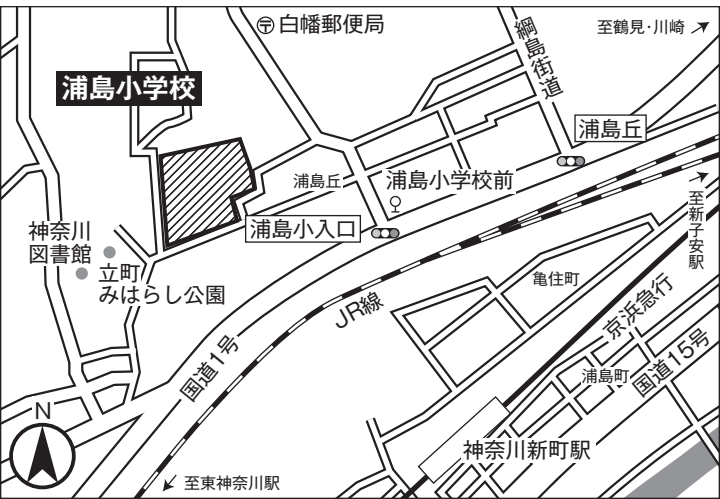 〒白幡郵便局
綱島街道
至鶴見・川崎
浦島小学校
浦島丘
浦島丘
浦島小学校前
浦島小入口
至新子安駅
神奈川
図書館
立町
みはらし公園
亀住町
JR線
京浜急行
国道1号
浦島町
国道15号
N
神奈川新町駅
至東神奈川駅